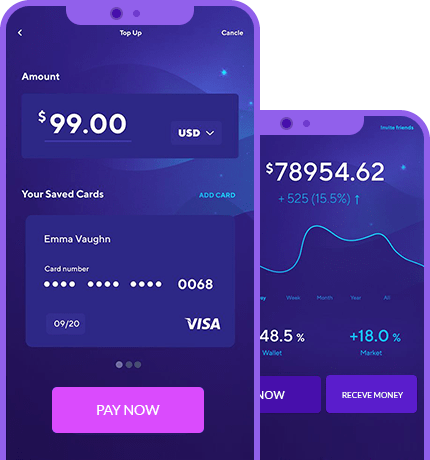 Top Up
Cancle
Amount
$99.00
USD
Your Saved Cards
ADD CARD
Emma Vaughn
Card number
0068
09/20
VISA
PAY NOW
Invite friends
$78954.62
+ 525 (15.5%) ↑
Week
Month
Year
All
48.5 %
Wallet
+18.0 %
Market
NOW
RECEVE MONEY